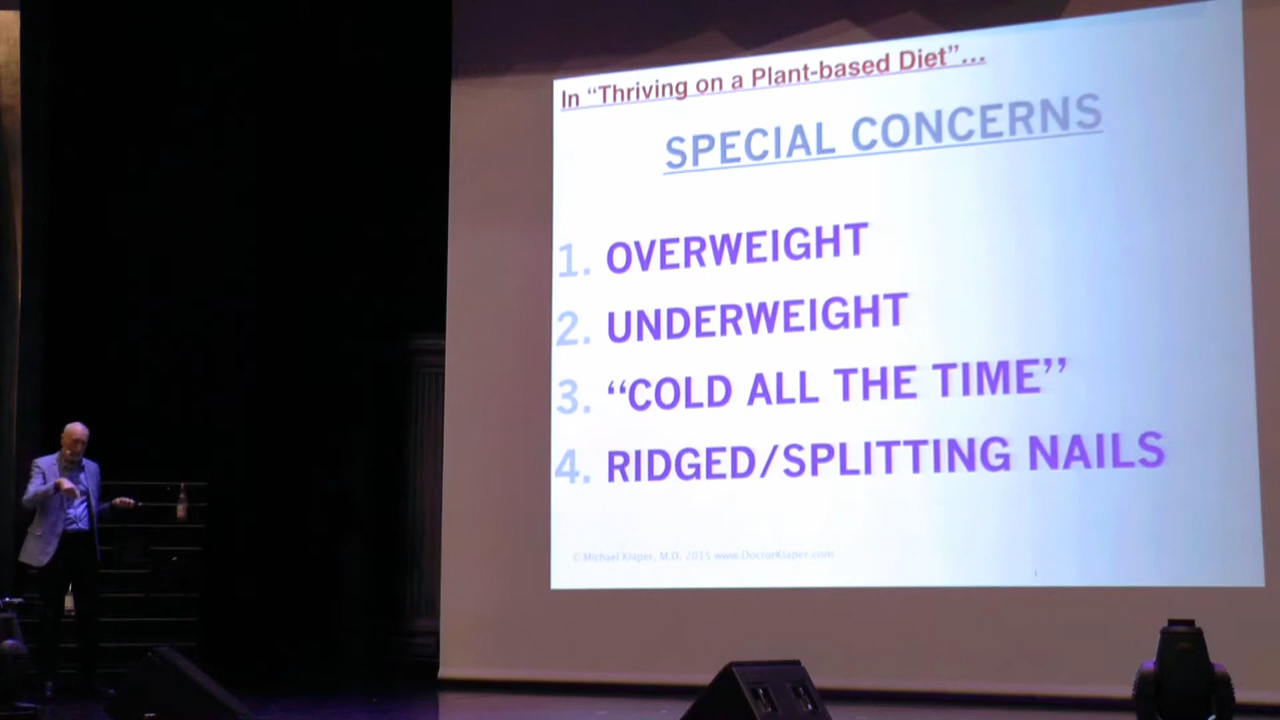 In “Thriving on a Plant-based Diet”...
SPECIAL CONCERNS
1. OVERWEIGHT
2. UNDERWEIGHT
3. “COLD ALL THE TIME”
4. RIDGED/SPLITTING NAILS
© Michael Klaper, M.D. 2015 www.DoctorKlaper.com